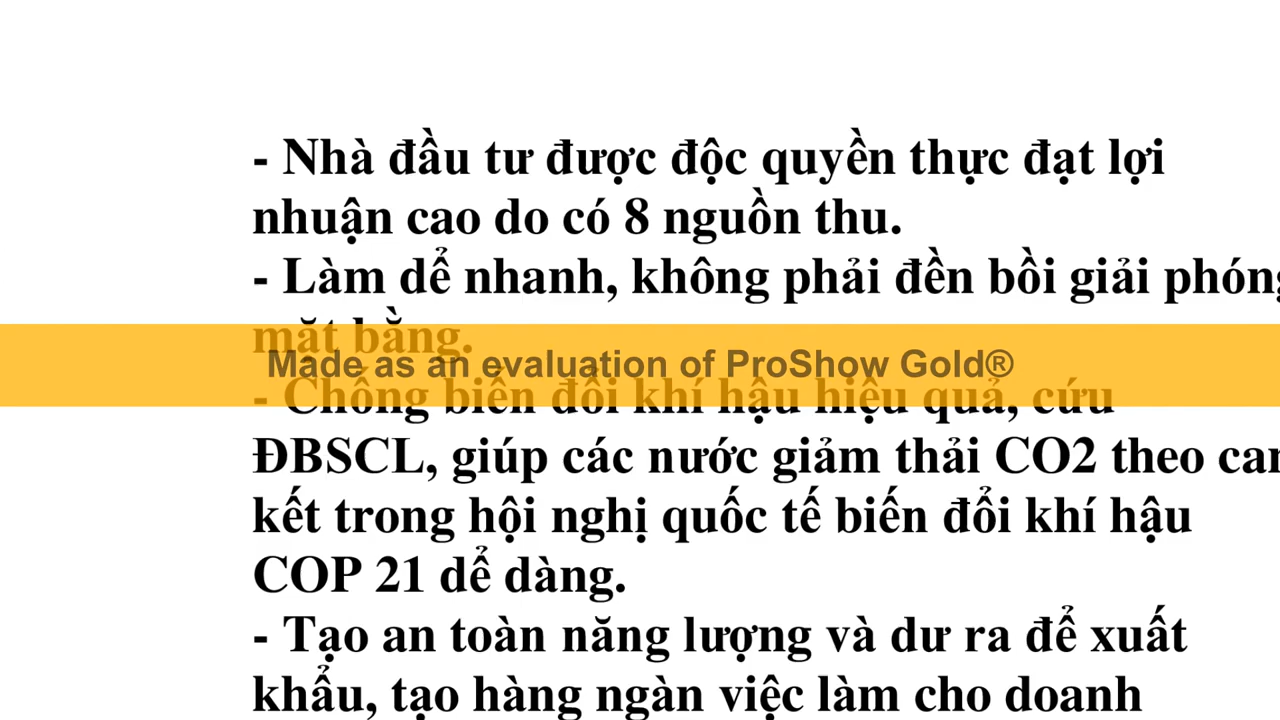 - Nhà đầu tư được độc quyền thực đạt lợi
nhuận cao do có 8 nguồn thu.
- Làm dể nhanh, không phải đền bồi giải phóng
mặt bằng.
Made as an evaluation of ProShow Gold®
- Chống biến đổi khí hậu hiệu quả, cứu
ĐBSCL, giúp các nước giảm thải CO2 theo cam
kết trong hội nghị quốc tế biến đổi khí hậu
COP 21 dể dàng.
- Tạo an toàn năng lượng và dư ra để xuất
khẩu, tạo hàng ngàn việc làm cho doanh